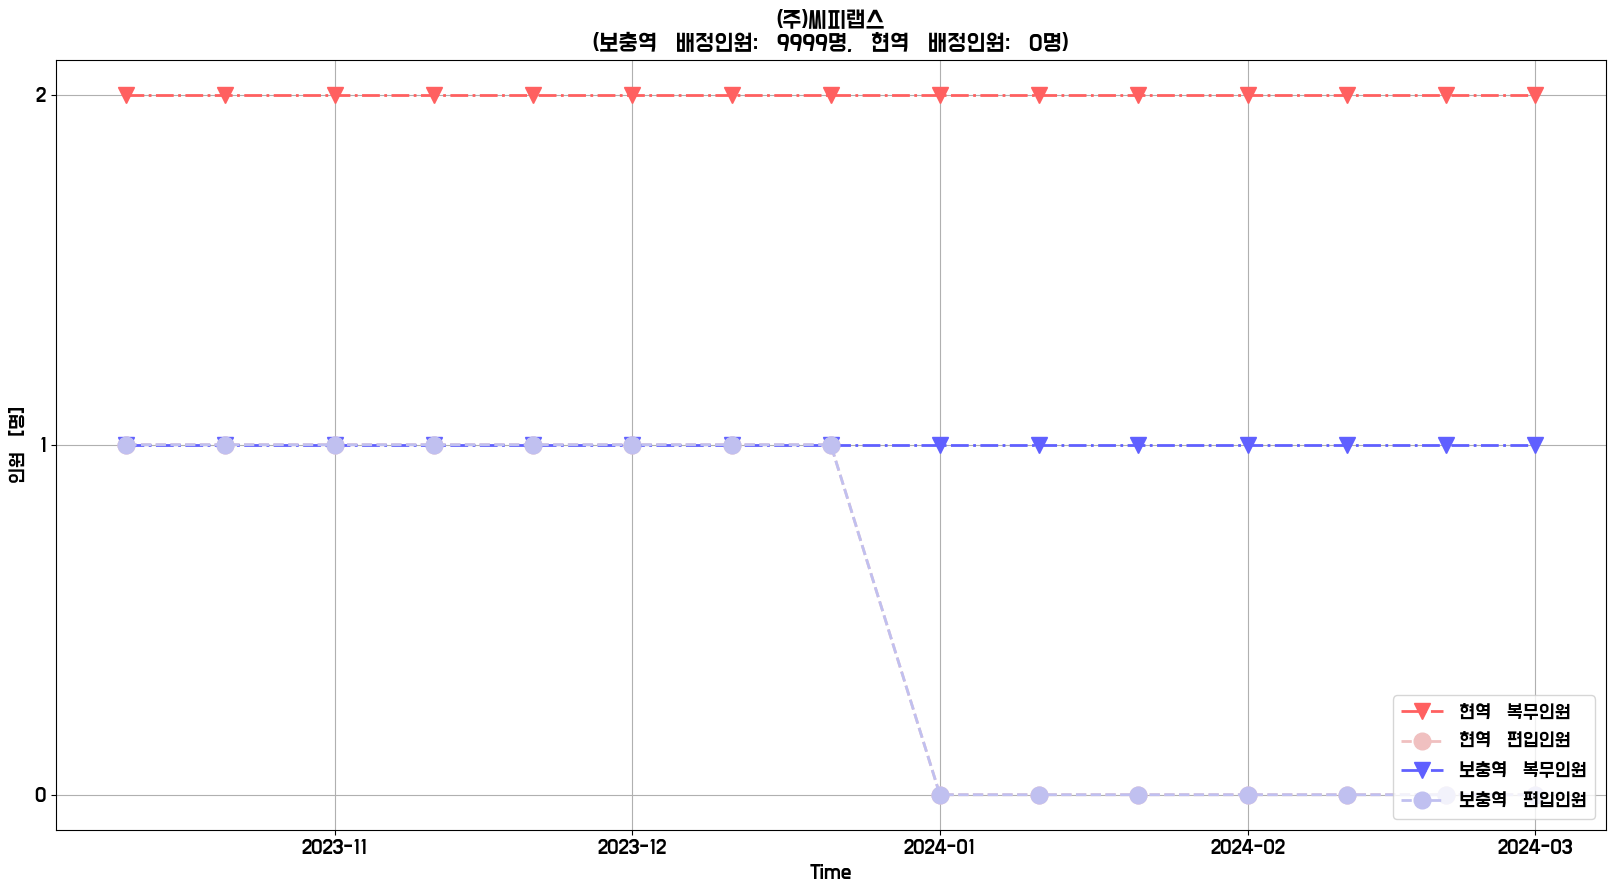 (주)씨피랩스
(보충역 배정인원: 9999명, 현역 배정인원: 0명)
2
1
0
인원 [명]
현역 복무인원
현역 편입인원
보충역 복무인원
보충역 편입인원
2023-11 2023-12 2024-01 2024-02 2024-03
Time